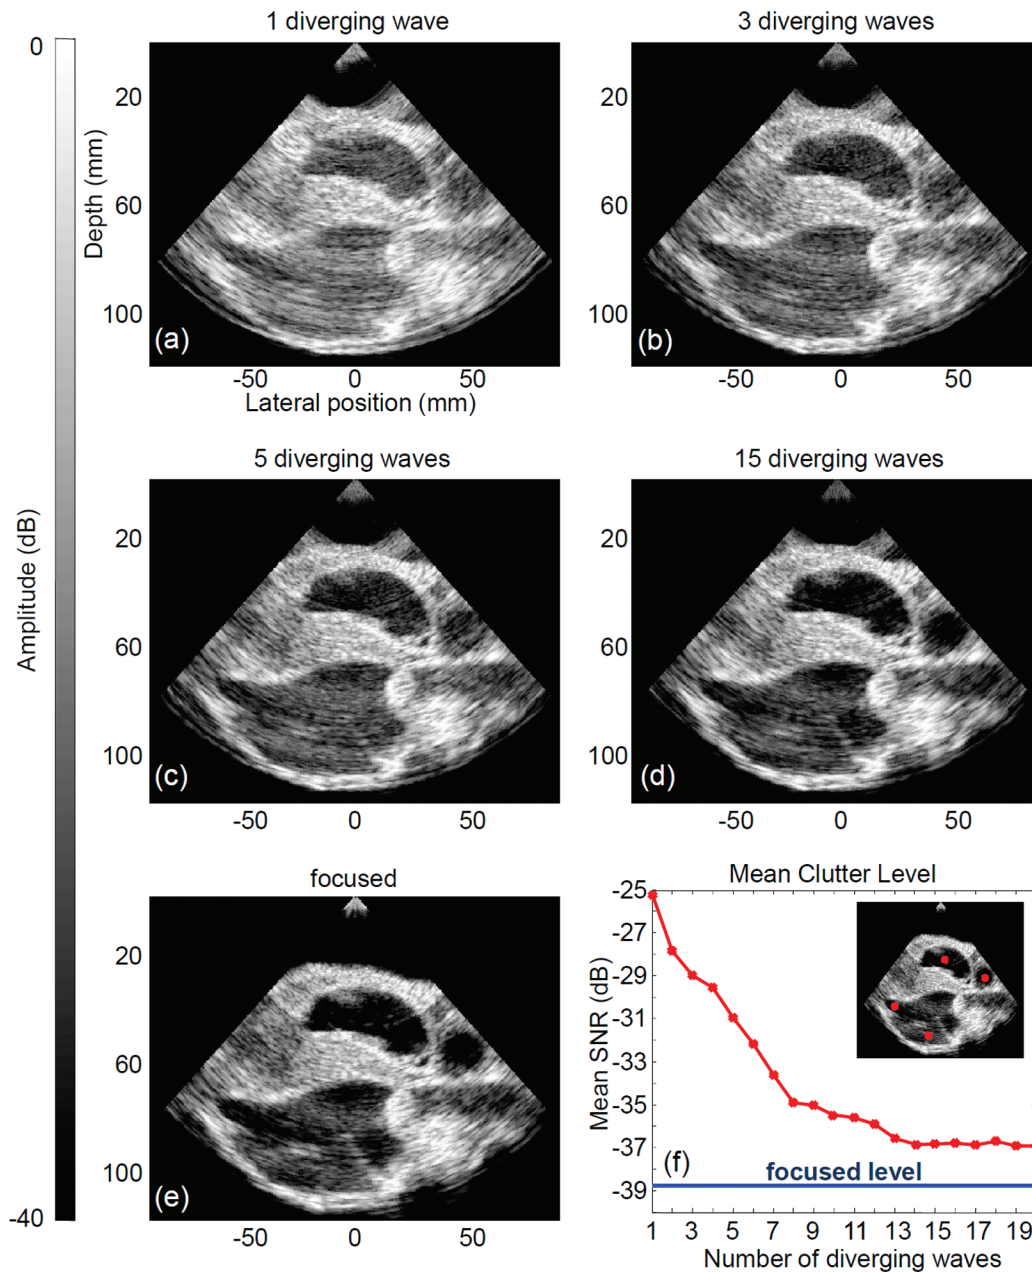 1 diverging wave
3 diverging waves
0
20
60
100
Depth (mm)
(a)
-50
0
50
Lateral position (mm)
20
60
100
(b)
-50
0
50
5 diverging waves
15 diverging waves
Amplitude (dB)
20
60
100
(c)
-50
0
50
20
60
100
(d)
-50
0
50
focused
Mean Clutter Level
20
60
100
-40
(e)
-50
0
50
-25
-27
-29
-31
-33
-35
-37
-39
Mean SNR (dB)
(f)
focused level
1 3 5 7 9 11 13 15 17 19
Number of diverging waves